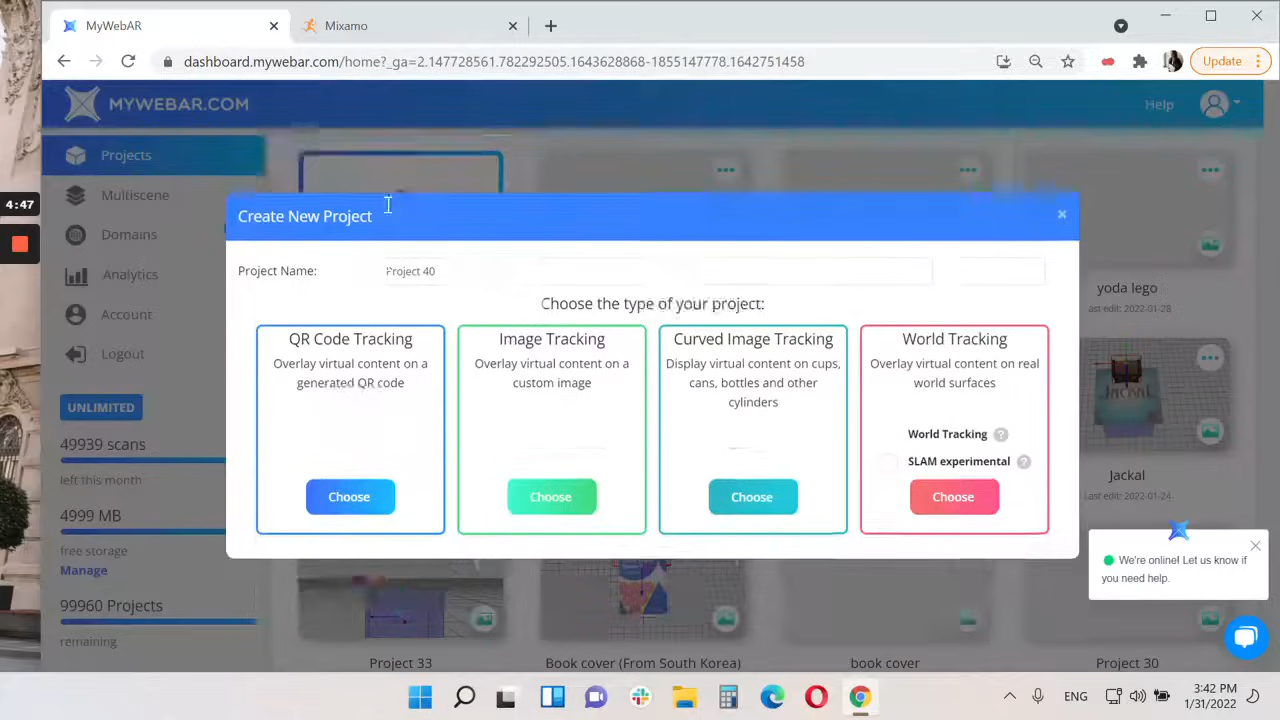 MyWebAR
Mixamo
dashboard.mywebar.com/home?_ga=2.147728561.782292505.1643628868-1855147778.1642751458
Update
MYWEBAR.COM
Help
Projects
Multiscene
4:47
Domains
Analytics
Account
Logout
UNLIMITED
49939 scans
left this month
4999 MB
free storage
Manage
99960 Projects
remaining
Create New Project
Project Name:
Project 40
Choose the type of your project:
QR Code Tracking
Overlay virtual content on a
generated QR code
Choose
Image Tracking
Overlay virtual content on a
custom image
Choose
Curved Image Tracking
Display virtual content on cups,
cans, bottles and other
cylinders
Choose
World Tracking
Overlay virtual content on real
world surfaces
World Tracking ?
SLAM experimental ?
Choose
yoda lego
ast edit: 2022-01-28
JACKAL
Jackal
Last edit: 2022-01-24
We're online! Let us know if
you need help.
Project 33
Book cover (From South Korea)
book cover
Project 30
ENG
3:42 PM
1/31/2022